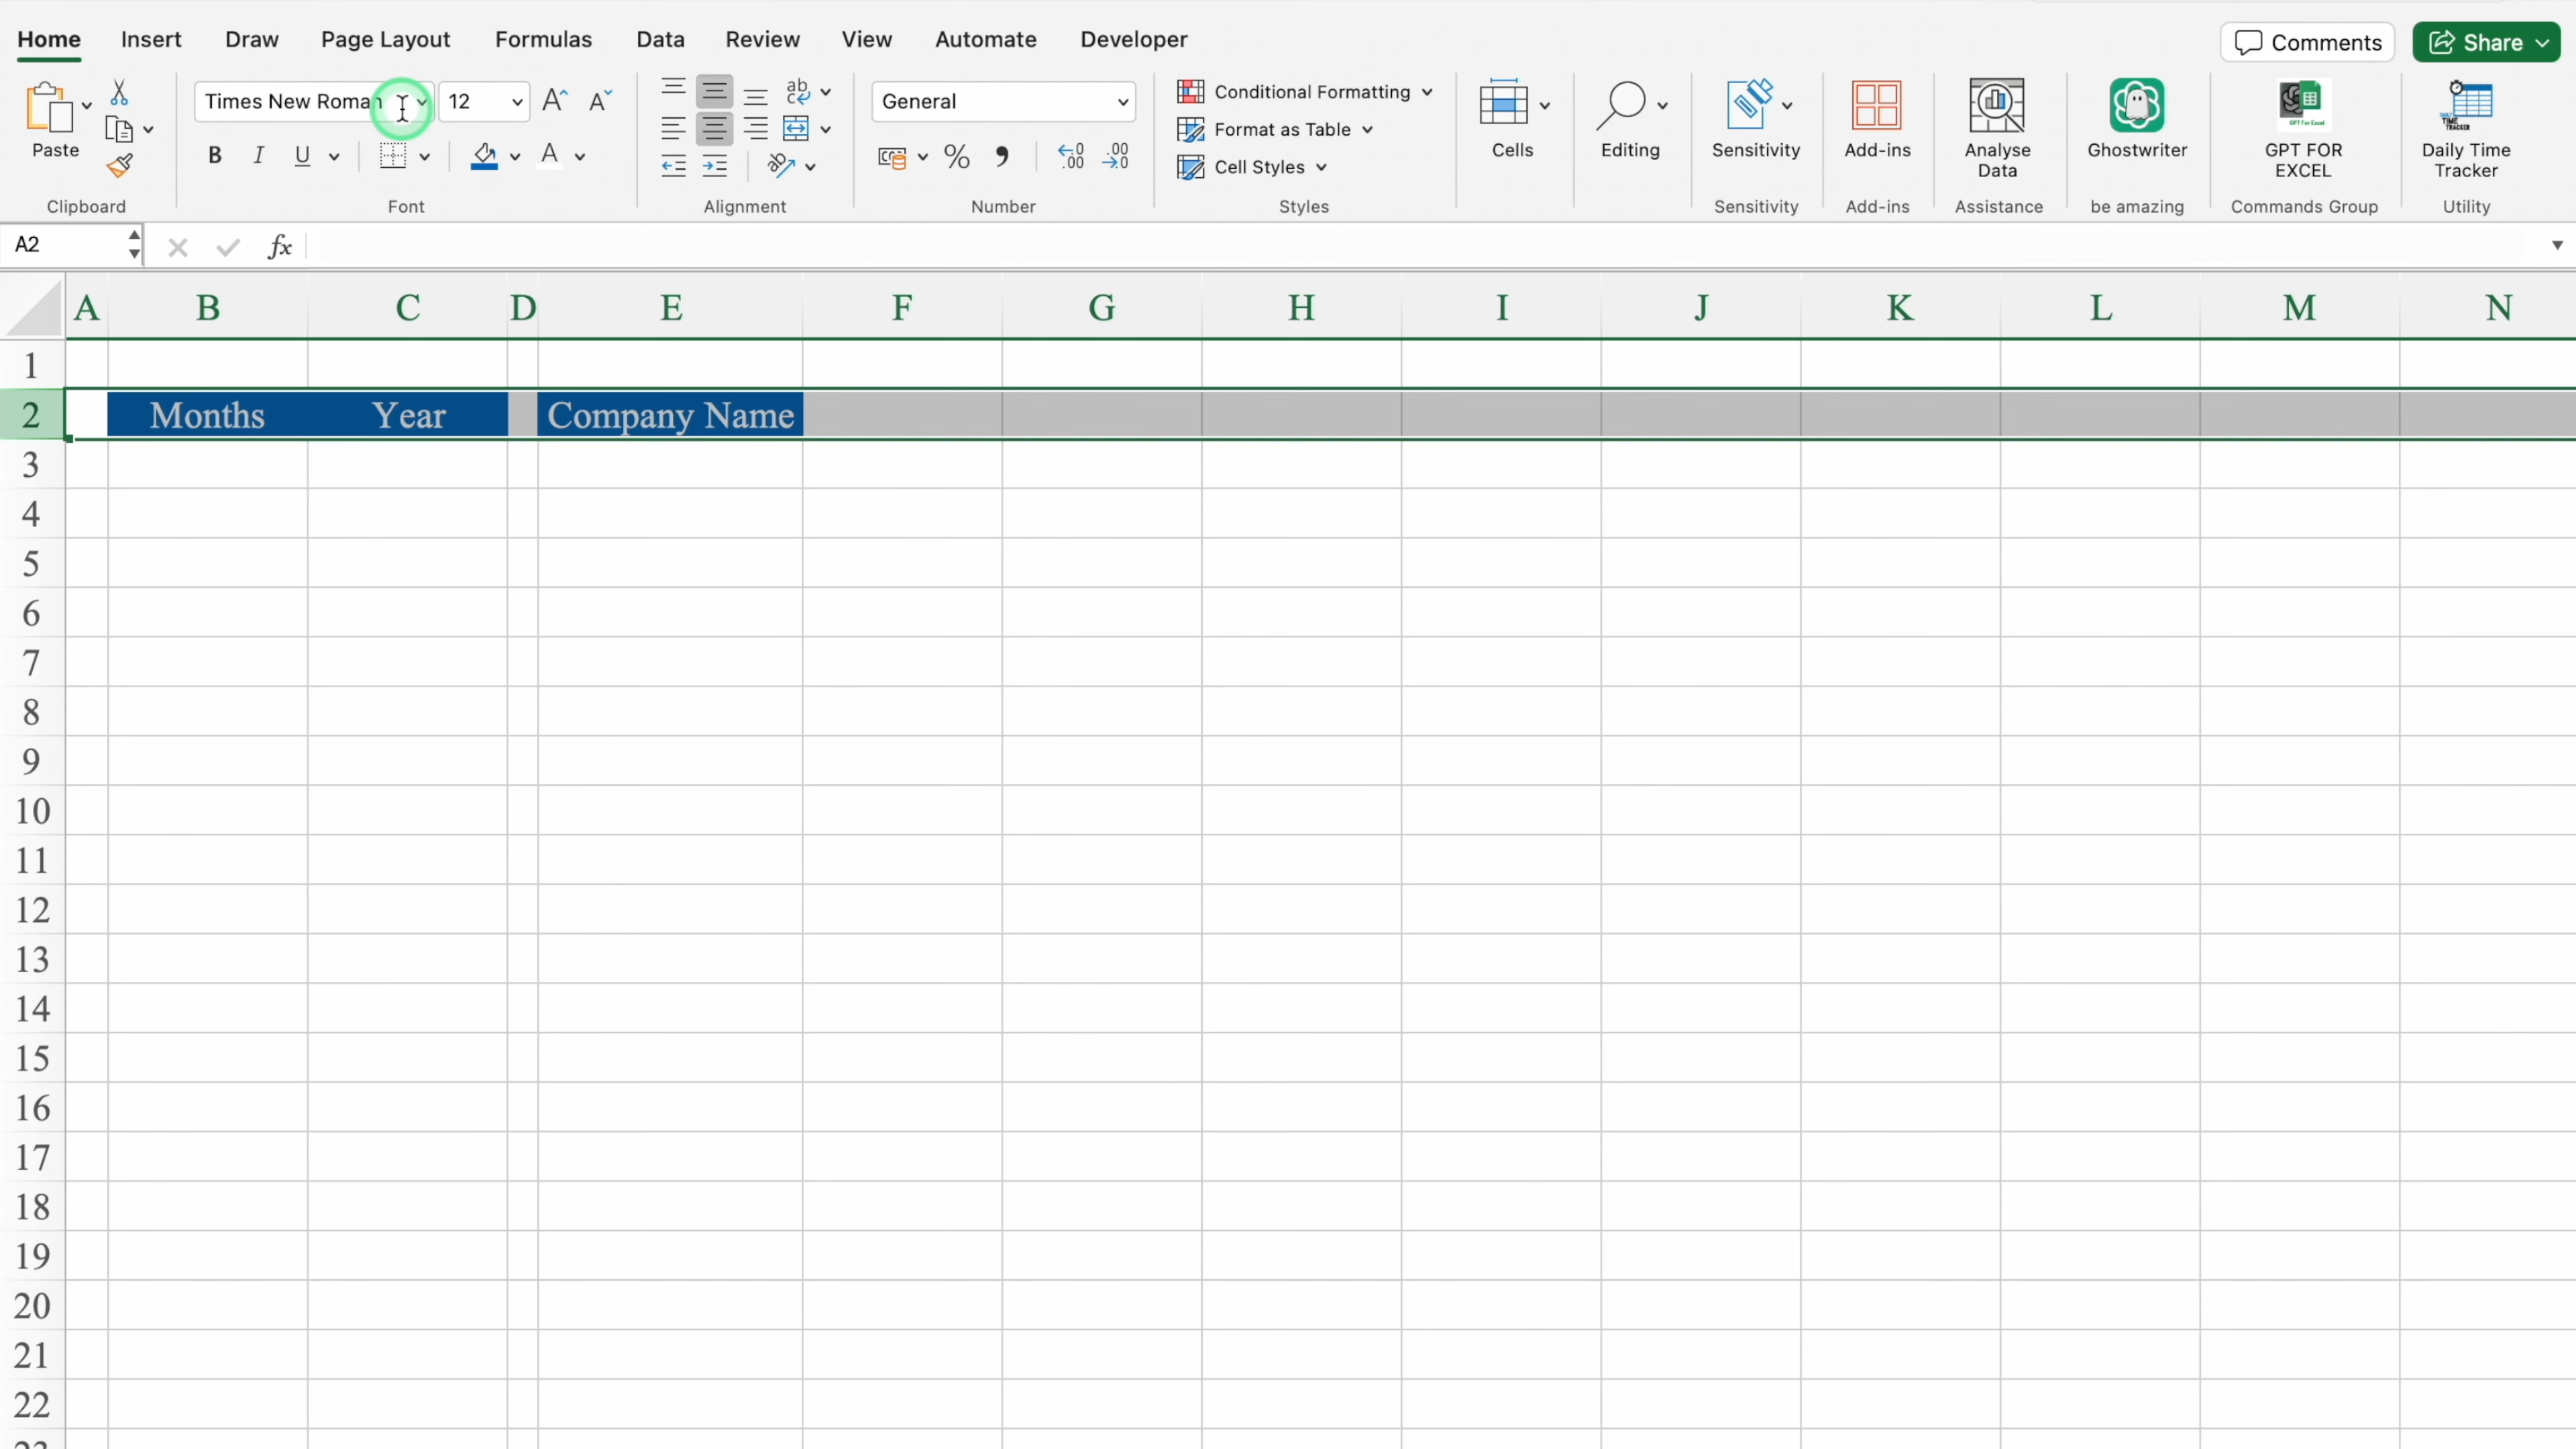 Home Insert Draw Page Layout Formulas Data Review View Automate Developer Comments Share
Times New Roman 12 General Conditional Formatting
Format as Table
Paste B I U A Cells Editing Sensitivity Add-ins Analyse Data Ghostwriter GPT FOR EXCEL Daily Time Tracker
Cell Styles
Clipboard Font Alignment Number Styles Sensitivity Add-ins Assistance be amazing Commands Group Utility
A2 fx
A B C D E F G H I J K L M N
1
2 Months Year Company Name
3
4
5
6
7
8
9
10
11
12
13
14
15
16
17
18
19
20
21
22